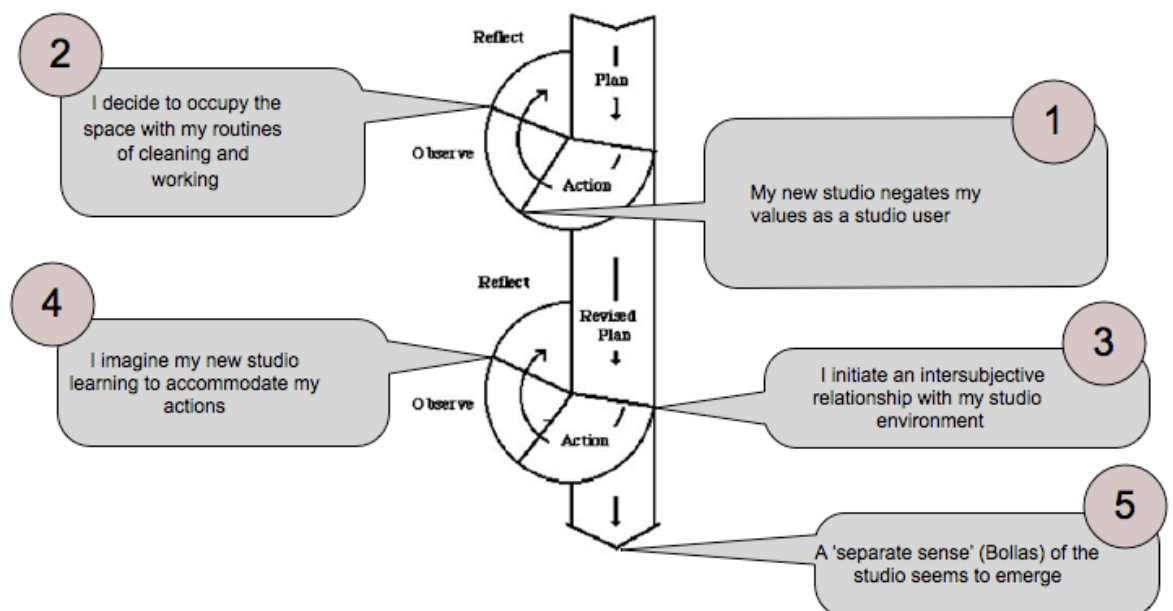 Reflect
Plan
2
I decide to occupy the
space with my routines
of cleaning and
working
1
My new studio negates my
values as a studio user
Observe
Action
4
Reflect
Revised
Plan
I imagine my new studio
learning to accommodate my
actions
3
I initiate an intersubjective
relationship with my studio
environment
Observe
Action
5
A 'separate sense' (Bollas) of the
studio seems to emerge